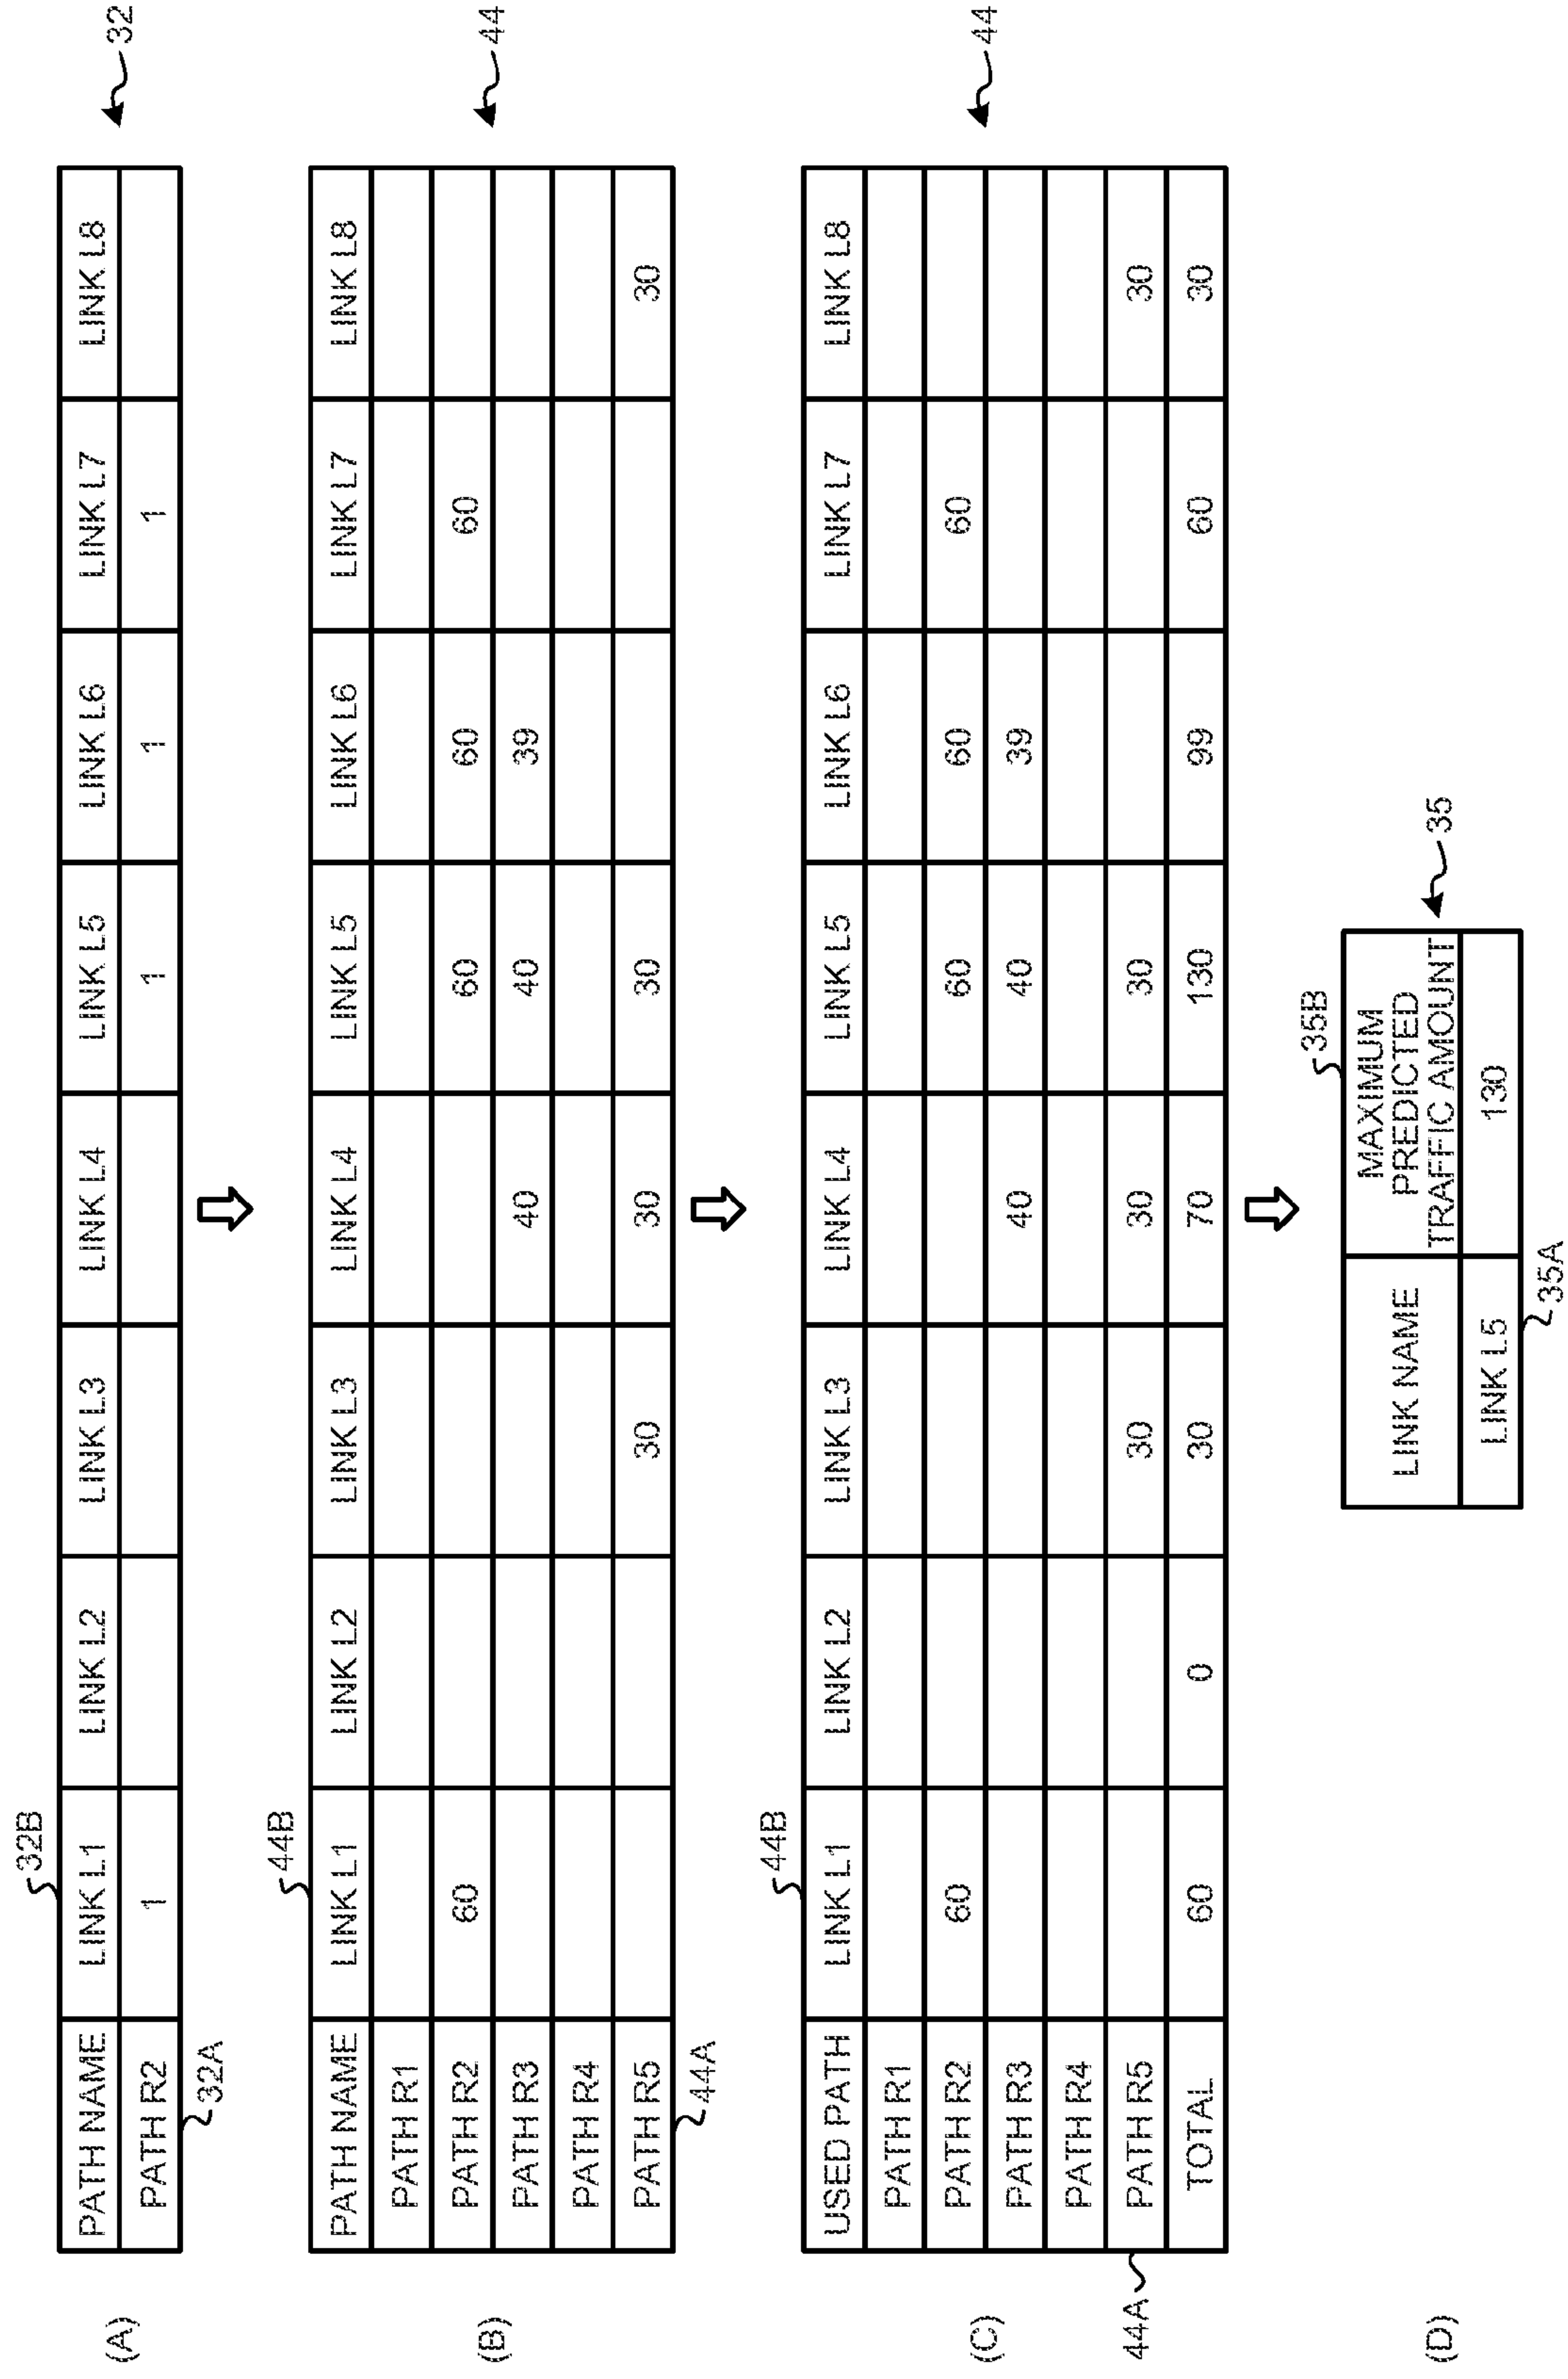 (A)
32B
32
PATH NAME LINK L1 LINK L2 LINK L3 LINK L4 LINK L5 LINK L6 LINK L7 LINK L8
PATH R2 1 1 1 1
32A
(B)
44B
44
PATH NAME LINK L1 LINK L2 LINK L3 LINK L4 LINK L5 LINK L6 LINK L7 LINK L8
PATH R1
PATH R2 60 60 60 60
PATH R3 40 40 39
PATH R4
PATH R5 30 30 30 30
44A
(C)
44B
44
USED PATH LINK L1 LINK L2 LINK L3 LINK L4 LINK L5 LINK L6 LINK L7 LINK L8
PATH R1
PATH R2 60 60 60 60
PATH R3 40 40 39
PATH R4
PATH R5 30 30 30 30
TOTAL 60 0 30 70 130 99 60 30
44A
(D)
35B
35
LINK NAME
MAXIMUM
PREDICTED
TRAFFIC AMOUNT
LINK L5 130
35A